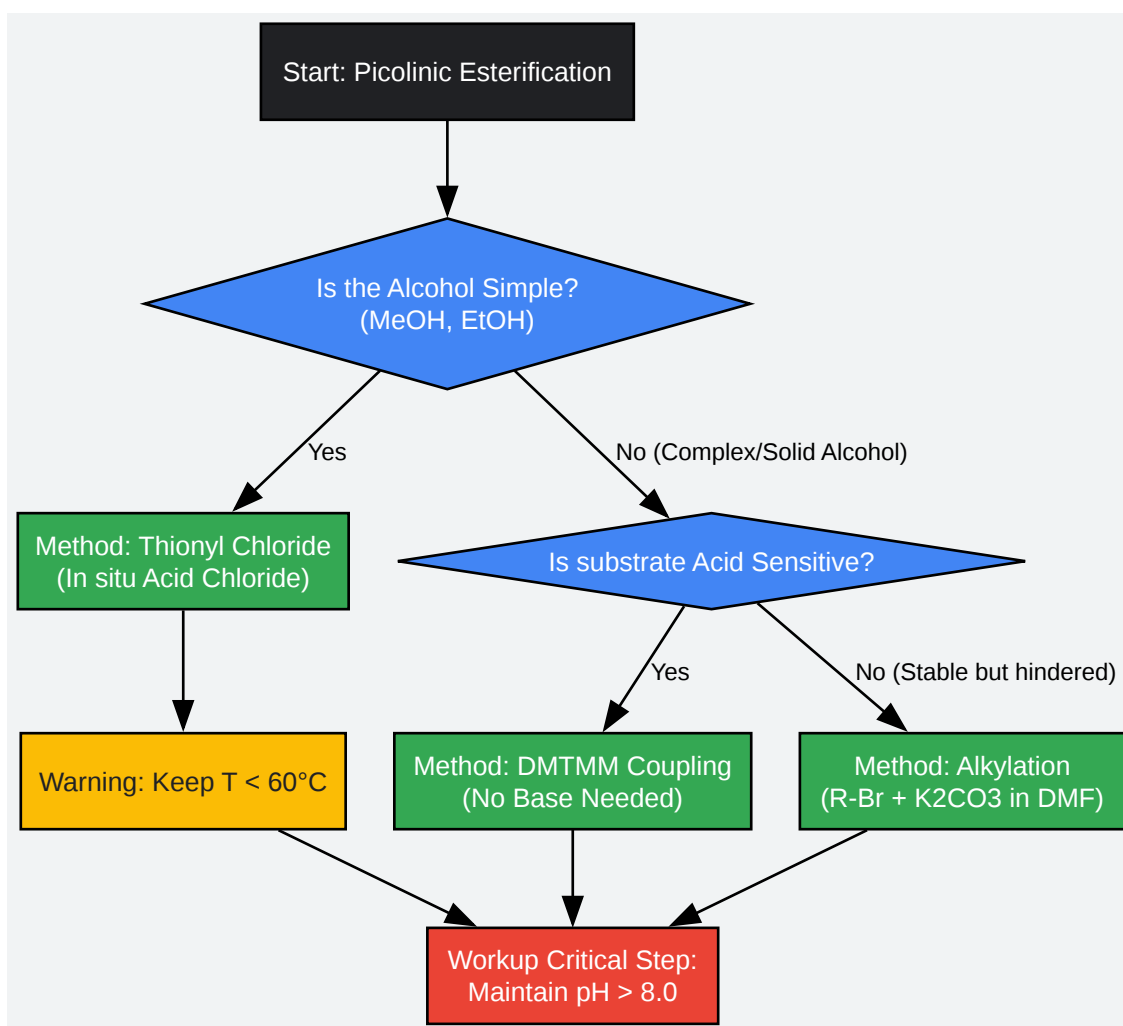 Start: Picolinic Esterification
Is the Alcohol Simple?
(MeOH, EtOH)
Yes
No (Complex/Solid Alcohol)
Method: Thionyl Chloride
(In situ Acid Chloride)
Is substrate Acid Sensitive?
Yes
No (Stable but hindered)
Warning: Keep T < 60°C
Method: DMTMM Coupling
(No Base Needed)
Method: Alkylation
(R-Br + K2CO3 in DMF)
Workup Critical Step:
Maintain pH > 8.0